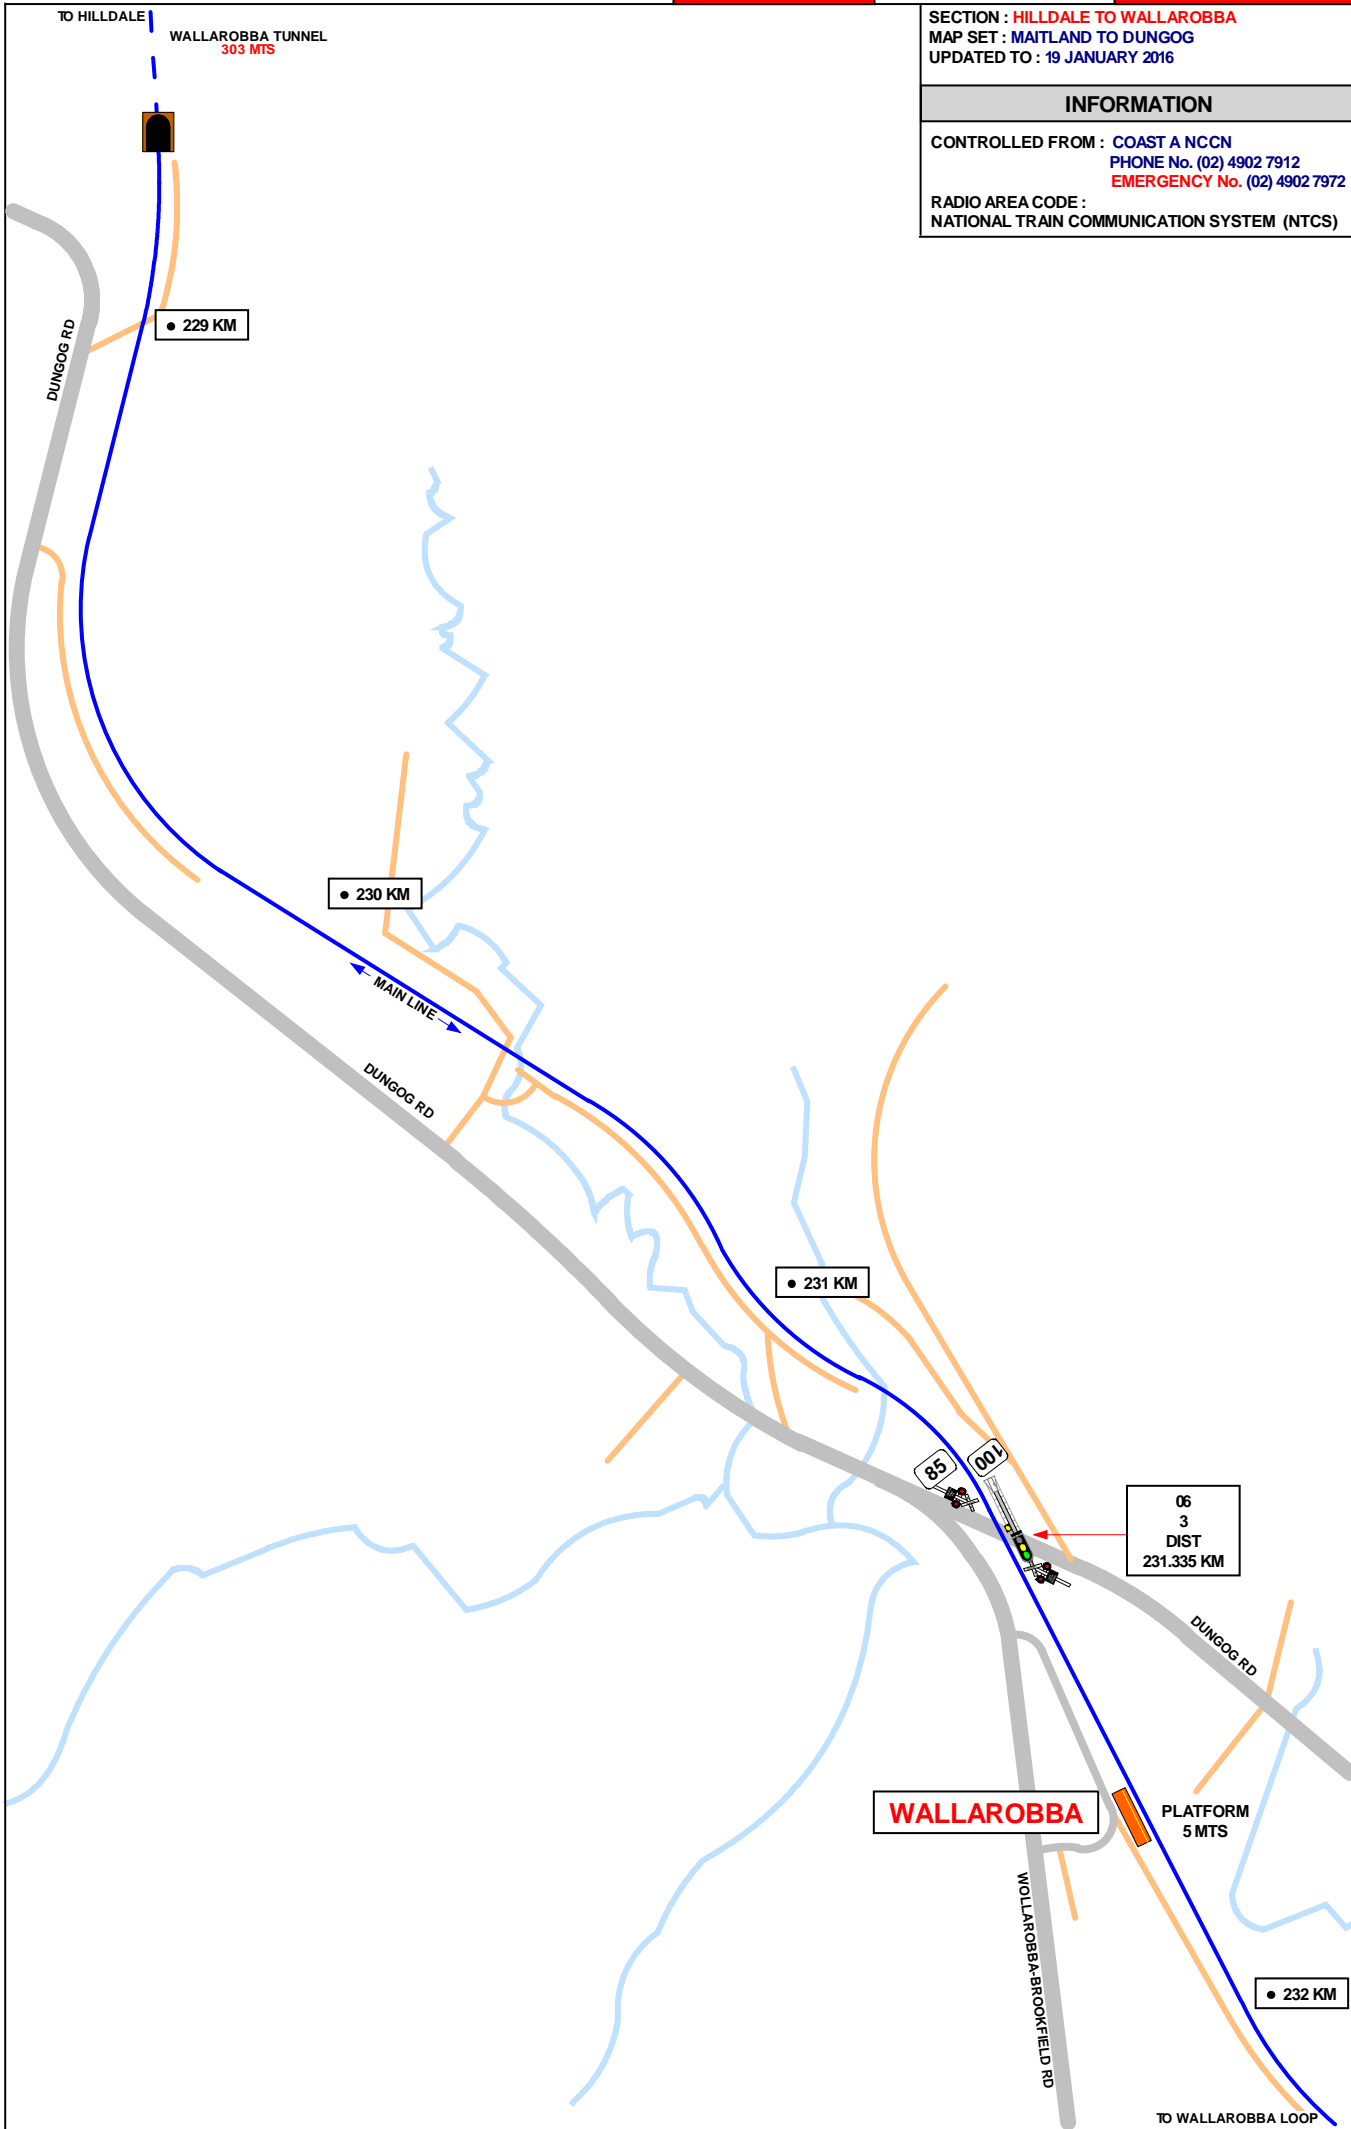 TO HILLDALE
WALLAROBBA TUNNEL
303 MTS
SECTION : HILLDALE TO WALLAROBBA
MAP SET : MAITLAND TO DUNGOG
UPDATED TO : 19 JANUARY 2016
INFORMATION
CONTROLLED FROM : COAST A NCCN
PHONE No. (02) 4902 7912
EMERGENCY No. (02) 4902 7972
RADIO AREA CODE :
NATIONAL TRAIN COMMUNICATION SYSTEM (NTCS)
229 KM
DUNGOG RD
230 KM
MAIN LINE
DUNGOG RD
231 KM
85
100
06
3
DIST
231.335 KM
DUNGOG RD
WALLAROBBA
PLATFORM
5 MTS
WOLLAROBBA-BROOKFIELD RD
232 KM
TO WALLAROBBA LOOP